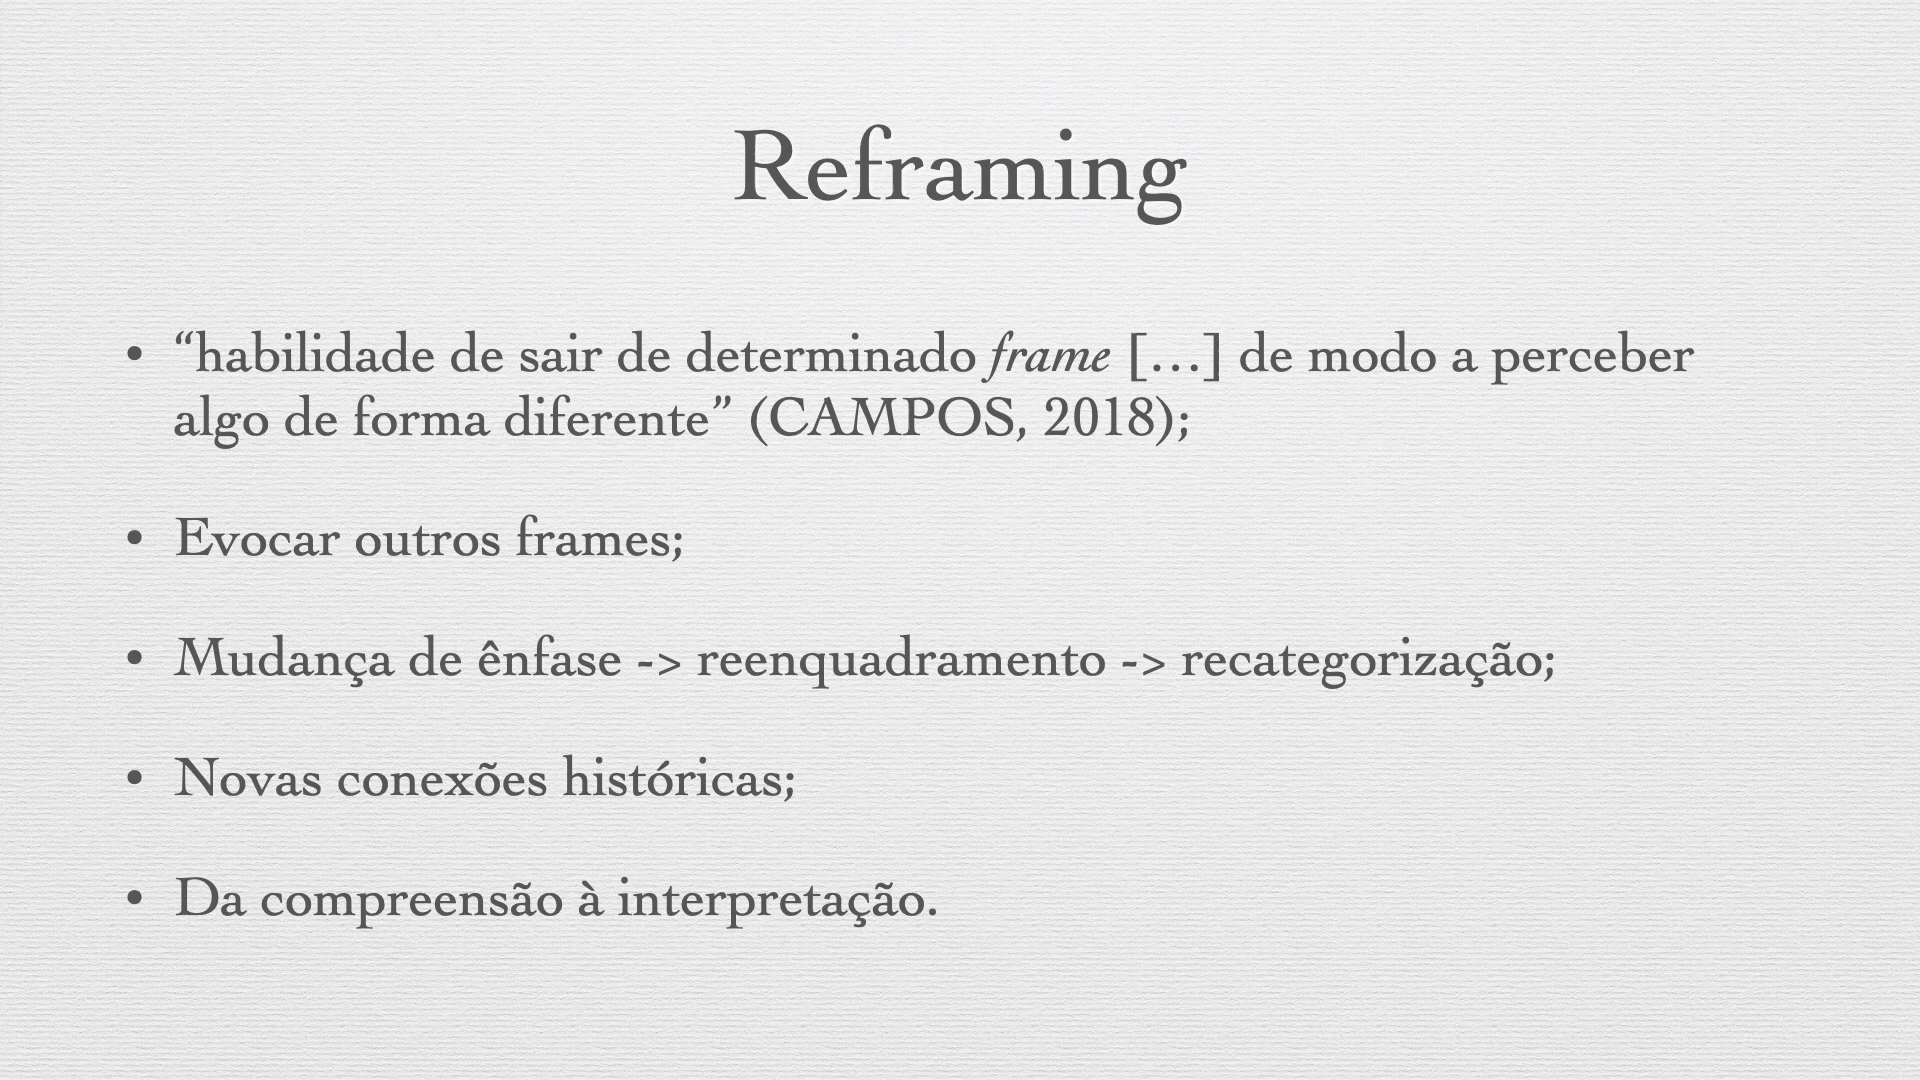 Reframing
• “habilidade de sair de determinado frame […] de modo a perceber
algo de forma diferente” (CAMPOS, 2018);
• Evocar outros frames;
• Mudança de ênfase -> reenquadramento -> recategorização;
• Novas conexões históricas;
• Da compreensão à interpretação.